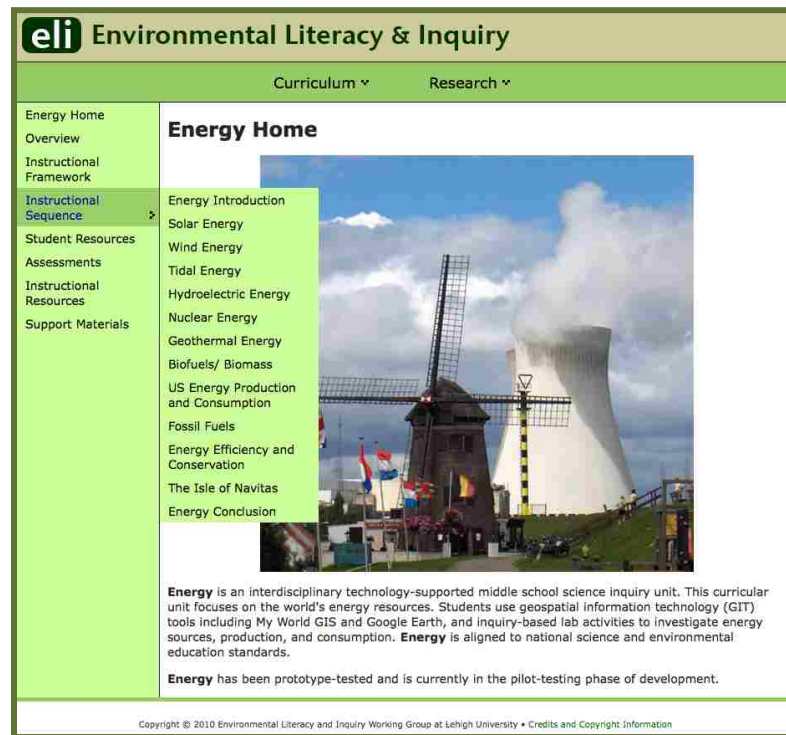 eli Environmental Literacy & Inquiry
Curriculum Research
Energy Home
Overview
Instructional
Framework
Instructional
Sequence
Student Resources
Assessments
Instructional
Resources
Support Materials
Energy Home
Energy Introduction
Solar Energy
Wind Energy
Tidal Energy
Hydroelectric Energy
Nuclear Energy
Geothermal Energy
Biofuels/ Biomass
US Energy Production
and Consumption
Fossil Fuels
Energy Efficiency and
Conservation
The Isle of Navitas
Energy Conclusion
Energy is an interdisciplinary technology-supported middle school science inquiry unit. This curricular
unit focuses on the world's energy resources. Students use geospatial information technology (GIT)
tools including My World GIS and Google Earth, and inquiry-based lab activities to investigate energy
sources, production, and consumption. Energy is aligned to national science and environmental
education standards.
Energy has been prototype-tested and is currently in the pilot-testing phase of development.
Copyright © 2010 Environmental Literacy and Inquiry Working Group at Lehigh University • Credits and Copyright Information